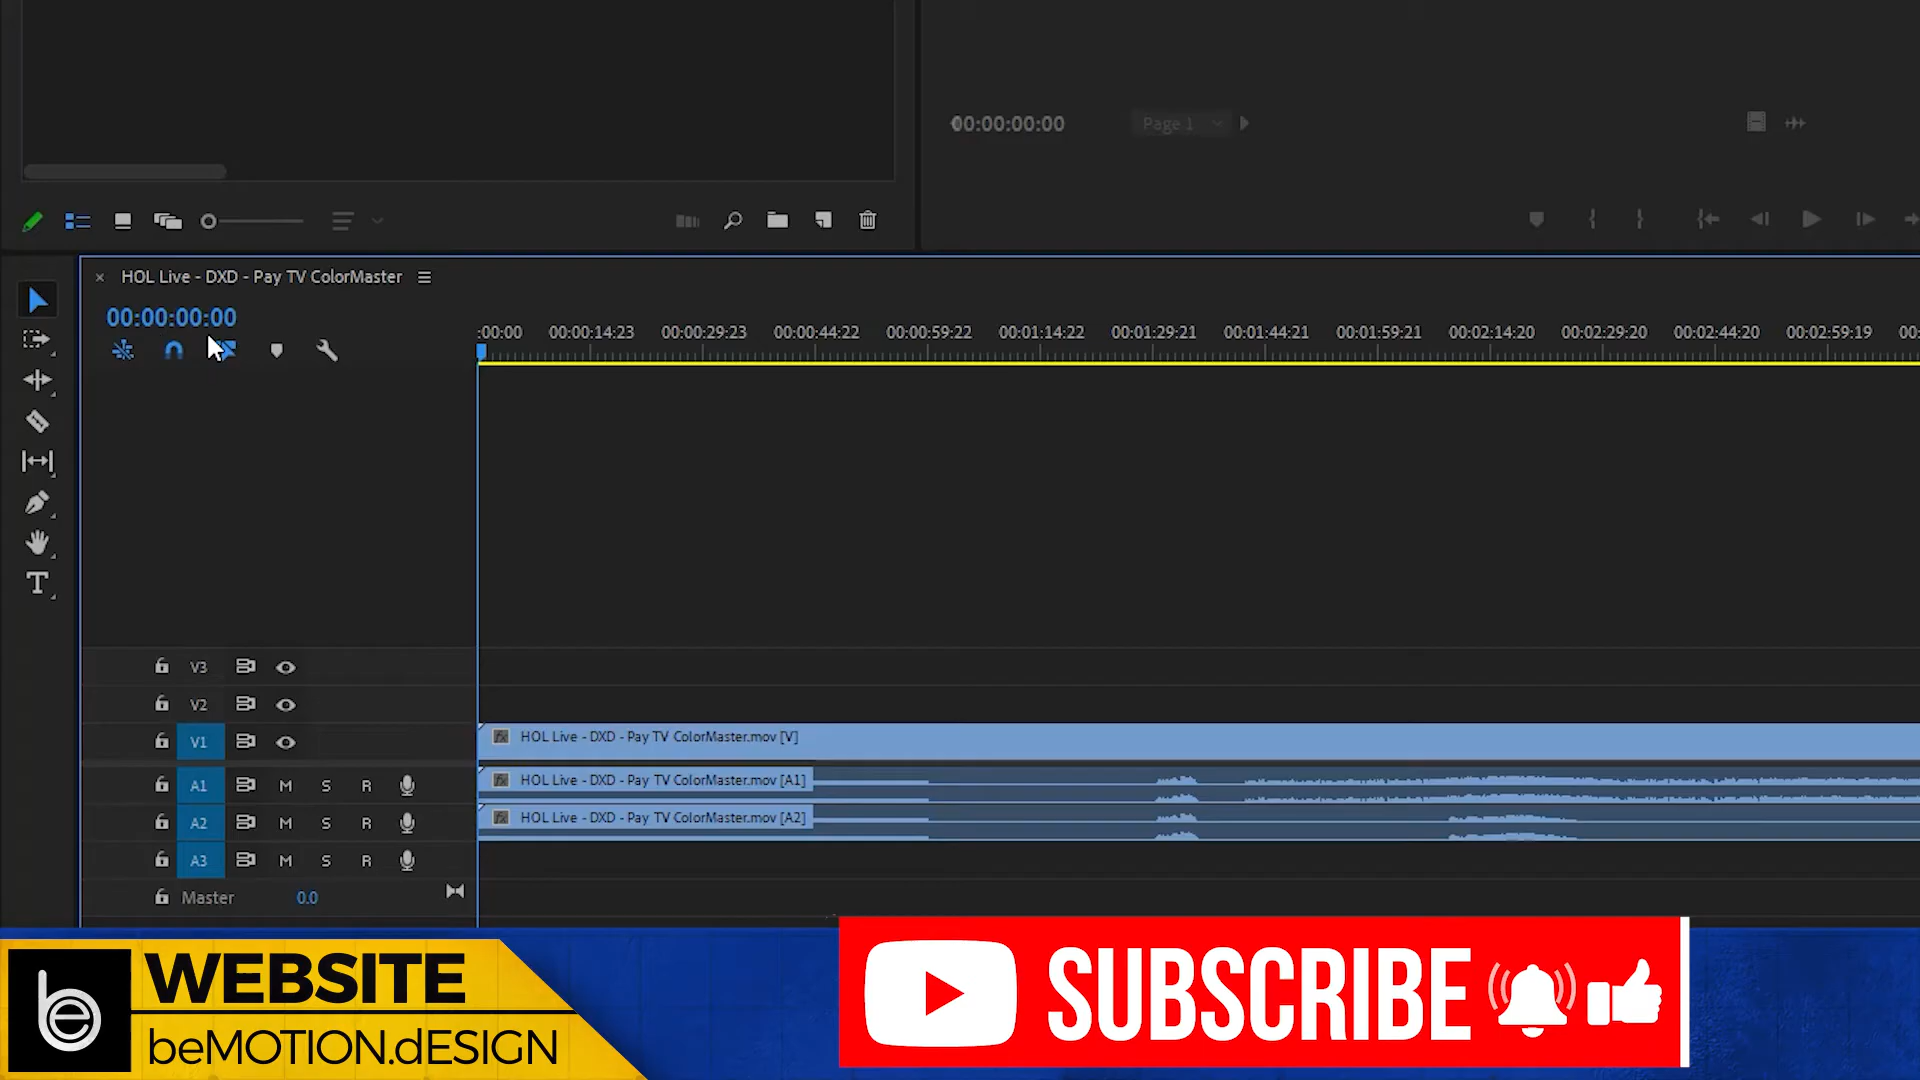 00:00:00:00
Page 1
HOL Live - DXD - Pay TV ColorMaster
00:00:00:00
:00:00 00:00:14:23 00:00:29:23 00:00:44:22 00:00:59:22 00:01:14:22 00:01:29:21 00:01:44:21 00:01:59:21 00:02:14:20 00:02:29:20 00:02:44:20 00:02:59:19 00:
V3
V2
V1
HOL Live - DXD - Pay TV ColorMaster.mov [V]
A1 M S R
HOL Live - DXD - Pay TV ColorMaster.mov [A1]
A2 M S R
HOL Live - DXD - Pay TV ColorMaster.mov [A2]
A3 M S R
Master 0.0
be
WEBSITE
beMOTION.dESIGN
SUBSCRIBE